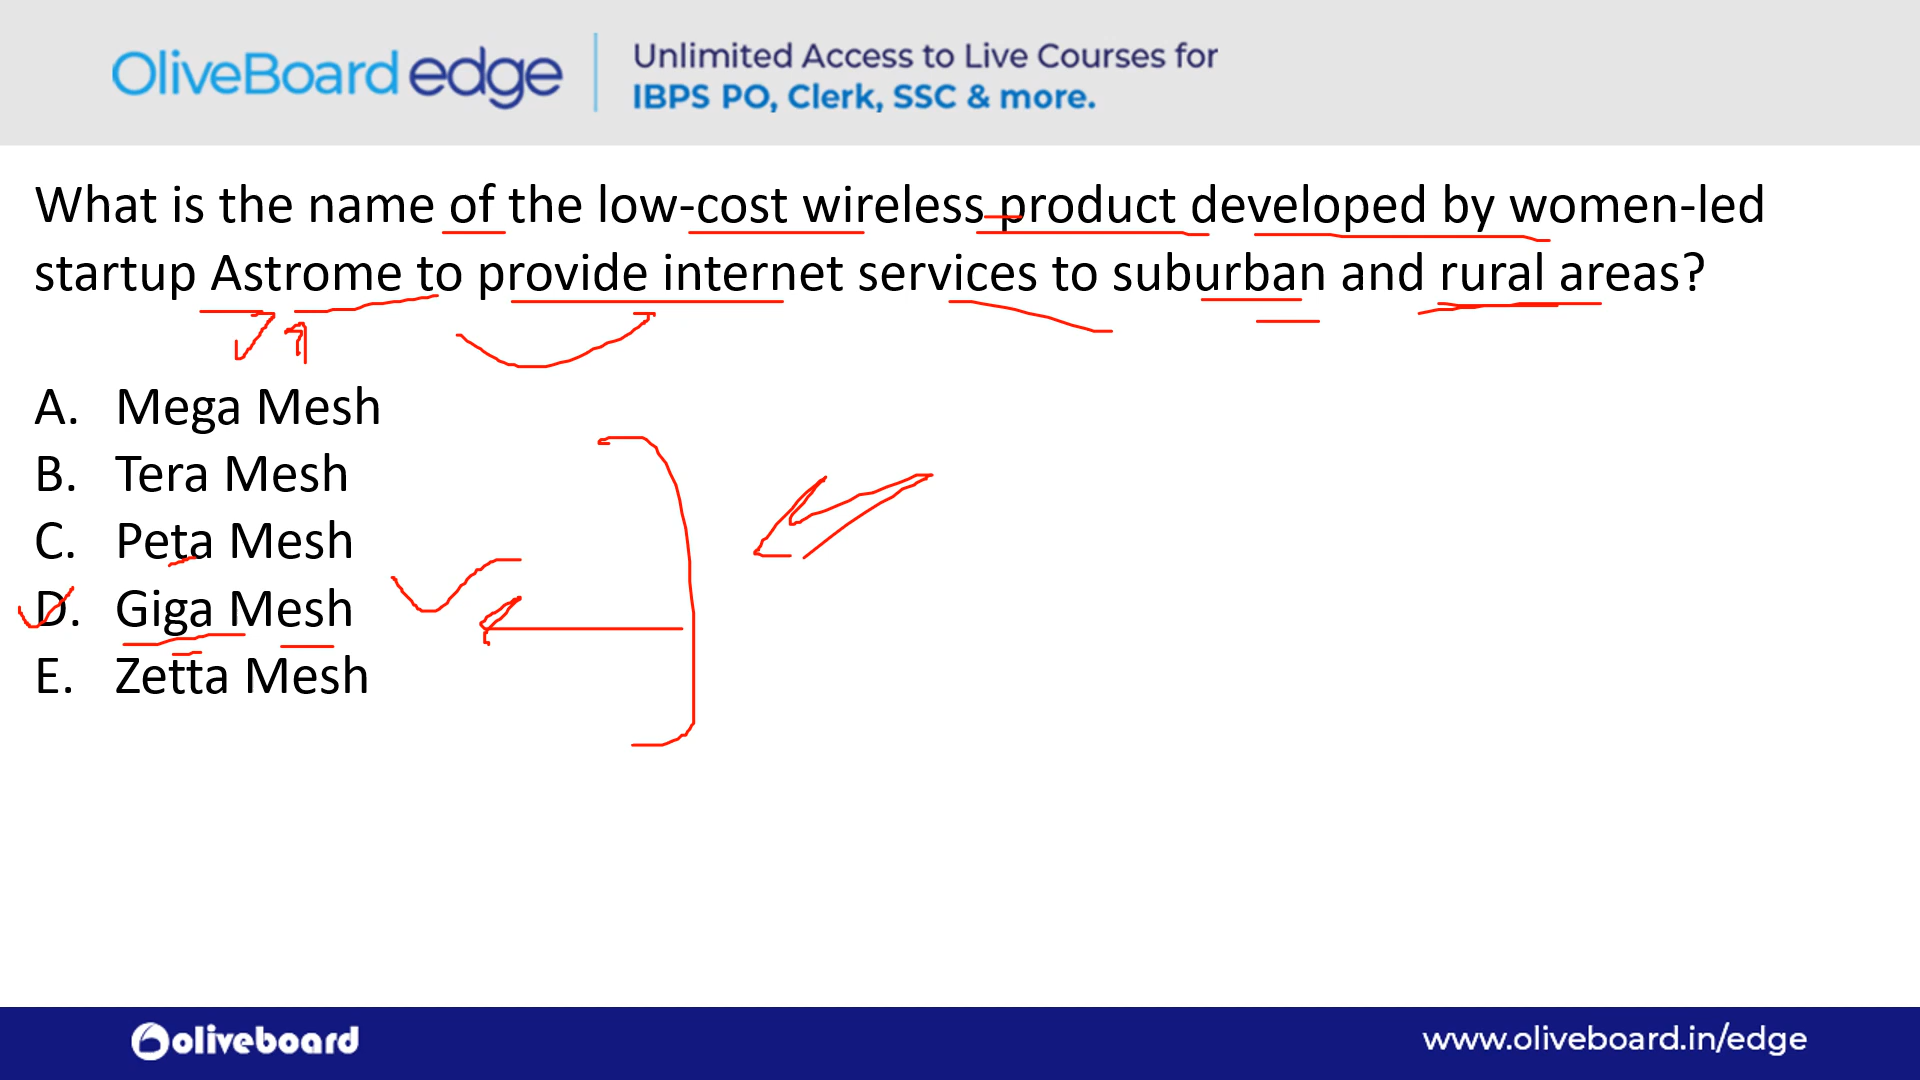 OliveBoard edge
Unlimited Access to Live Courses for
IBPS PO, Clerk, SSC & more.
What is the name of the low-cost wireless product developed by women-led
startup Astrome to provide internet services to suburban and rural areas?
A. Mega Mesh
B. Tera Mesh
C. Peta Mesh
D. Giga Mesh
E. Zetta Mesh
oliveboard
www.oliveboard.in/edge